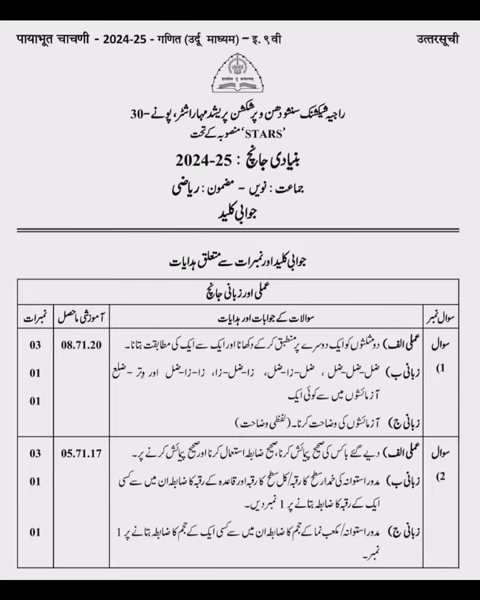 पायाभूत चाचणी - 2024-25 - गणित (उर्दू माध्यम) – इ. ९ वी
उत्तरसूची
راجیہ شیکشنک سنشودھن و پرشکشن پریشد مہاراشٹر، پونے-30
'STARS' منصوبہ کے تحت
بنیادی جانچ : 2024-25
جماعت : نویں - مضمون : ریاضی
جوابی کلید
جوابی کلید اور نمبرات سے متعلق ہدایات
عملی اور زبانی جانچ
سوال نمبر سوالات کے جوابات اور ہدایات آموزشی ماحصل نمبرات
سوال عملی الف) دو مثلثوں کو ایک دوسرے پر منطبق کرکے دکھانا اور ایک سے ایک کی مطابقت بتانا۔ 08.71.20 03
1) زبانی ب) ضل-ضل-ضل ، ضل-زا-ضل، زا-ضل-زا، زا-زا-ضل اور وتر - ضلع 01
آزمائشوں میں سے کوئی ایک 01
زبانی ج) آزمائشوں کی وضاحت کرنا۔ (لفظی وضاحت)
سوال عملی الف) دیے گئے باکس کی صحیح پیمائش کرنا، صحیح ضابطہ استعمال کرنا اور صحیح پیمائش کرنے پر۔ 05.71.17 03
2) زبانی ب) مدور استوانہ کی خمدار سطح کا رقبہ/کل سطح کا رقبہ اور قاعدہ کے رقبہ کا ضابطہ ان میں سے کسی 01
ایک کے رقبہ کا ضابطہ بتانے پر 1 نمبر دیں۔
زبانی ج) مدور استوانہ/مکعب نما کے حجم کا ضابطہ ان میں سے کسی ایک کے حجم کا ضابطہ بتانے پر 1 01
نمبر۔